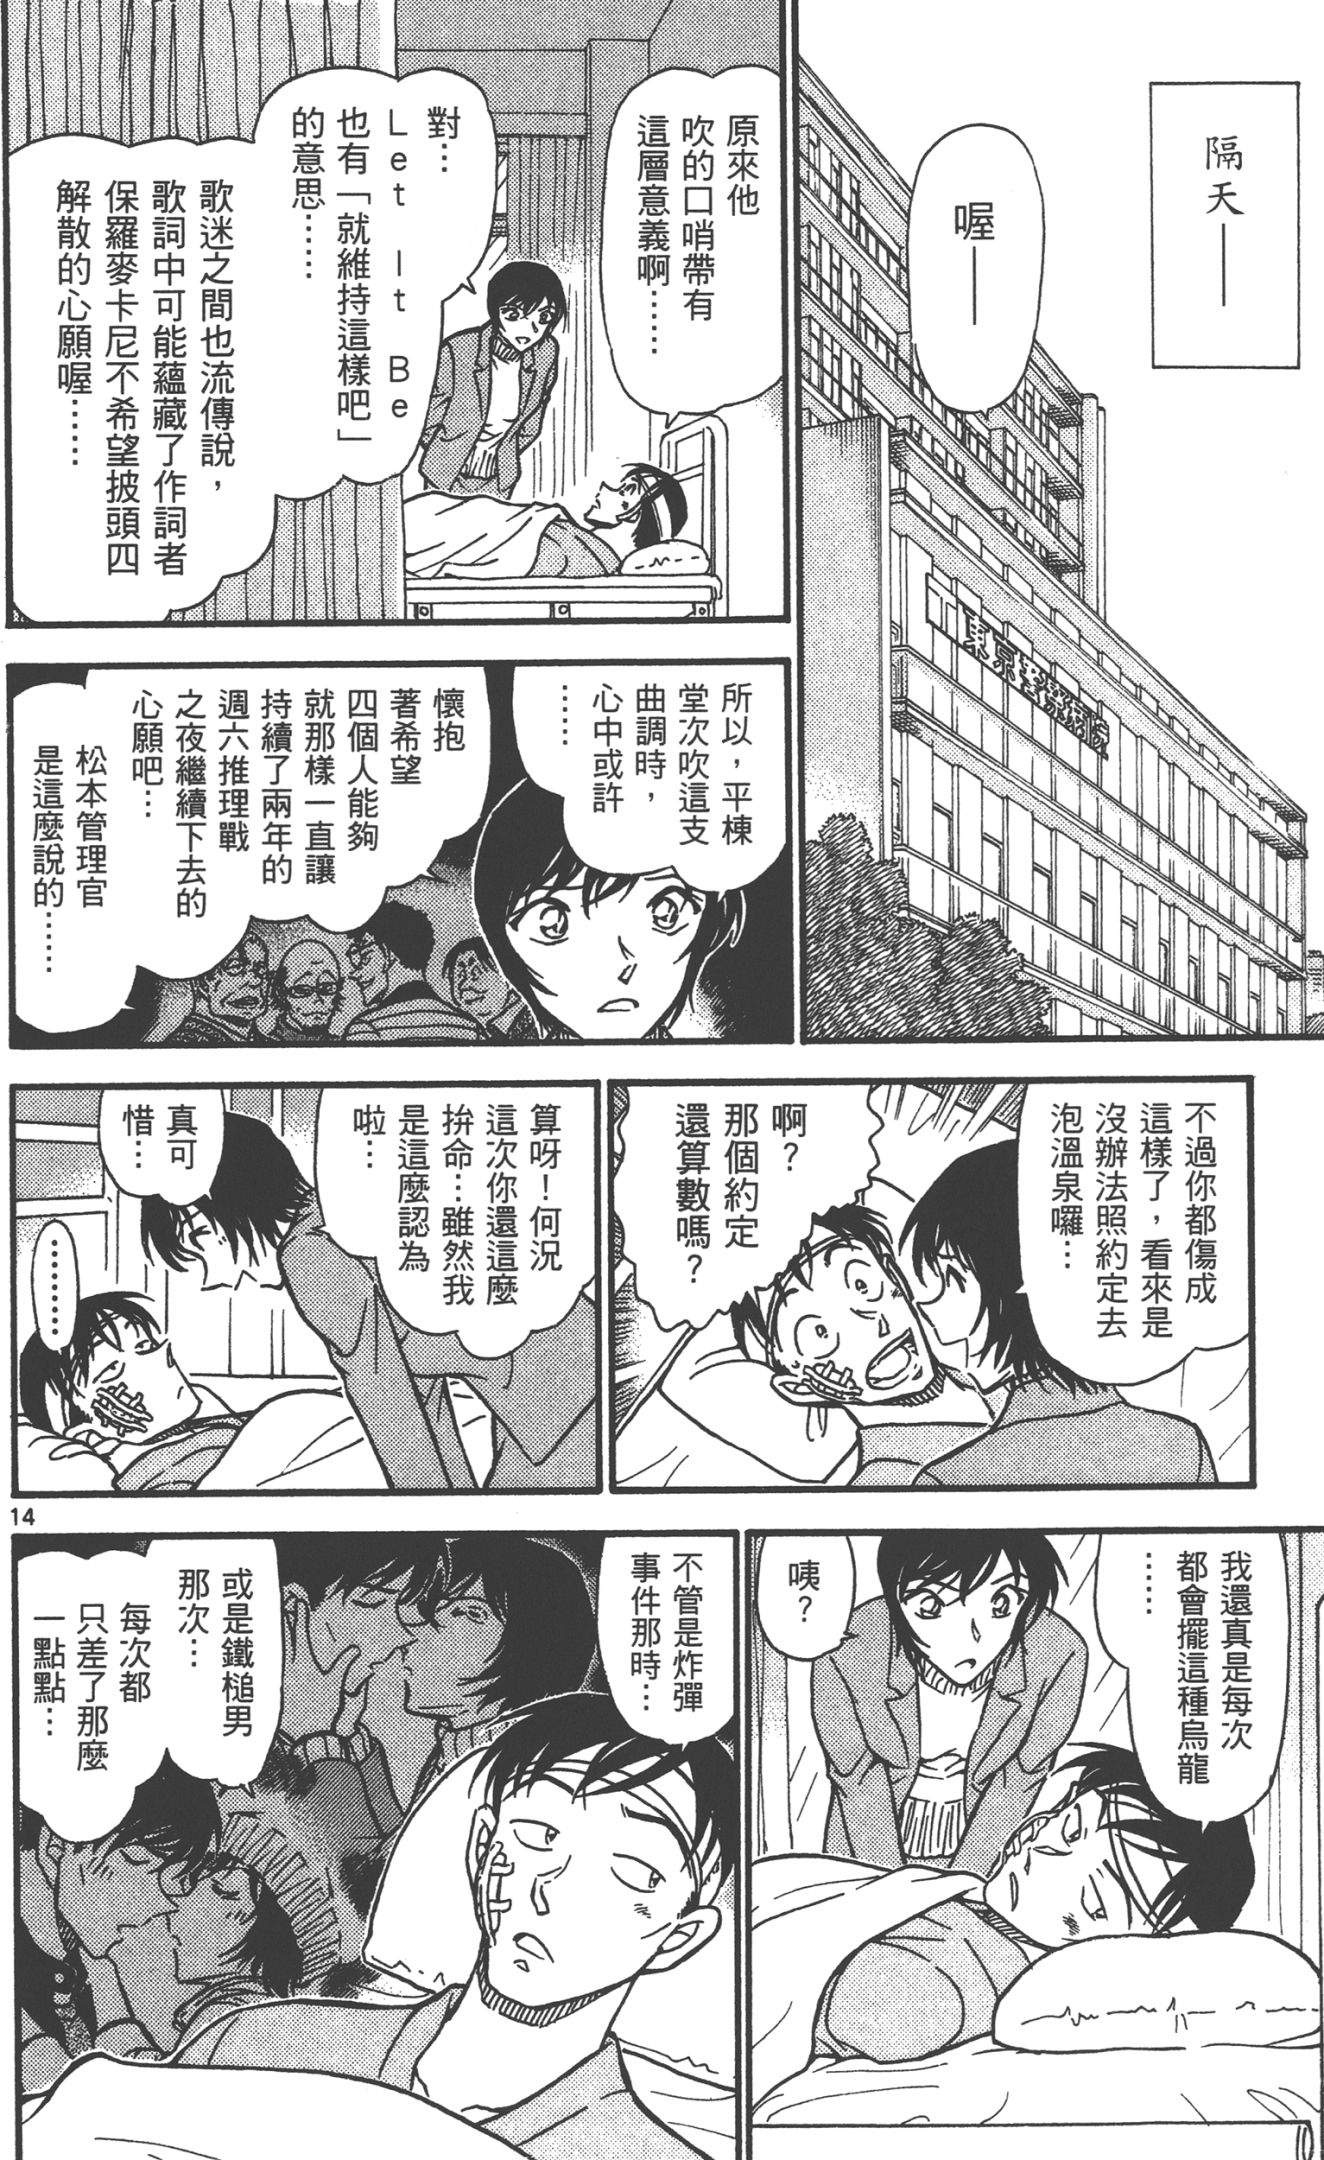 隔天——
喔——
東京警察病院
原來他
吹的口哨帶有
這層意義啊……
對…
Let It Be
也有「就維持這樣吧」
的意思……
歌迷之間也流傳說，
歌詞中可能蘊藏了作詞者
保羅麥卡尼不希望披頭四
解散的心願喔……
所以，平棟
堂次吹這支
曲調時，
心中或許
……
懷抱
著希望
四個人能夠
就那樣一直讓
持續了兩年的
週六推理戰
之夜繼續下去的
心願吧…
松本管理官
是這麼說的……
不過你都傷成
這樣了，看來是
沒辦法照約定去
泡溫泉囉…
啊？
那個約定
還算數嗎？
算呀！何況
這次你還這麼
拚命…雖然我
是這麼認為
啦…
真可
惜…
………
14
我還真是每次
都會擺這種烏龍
……
咦？
不管是炸彈
事件那時…
或是鐵槌男
那次…
每次都
只差了那麼
一點點…